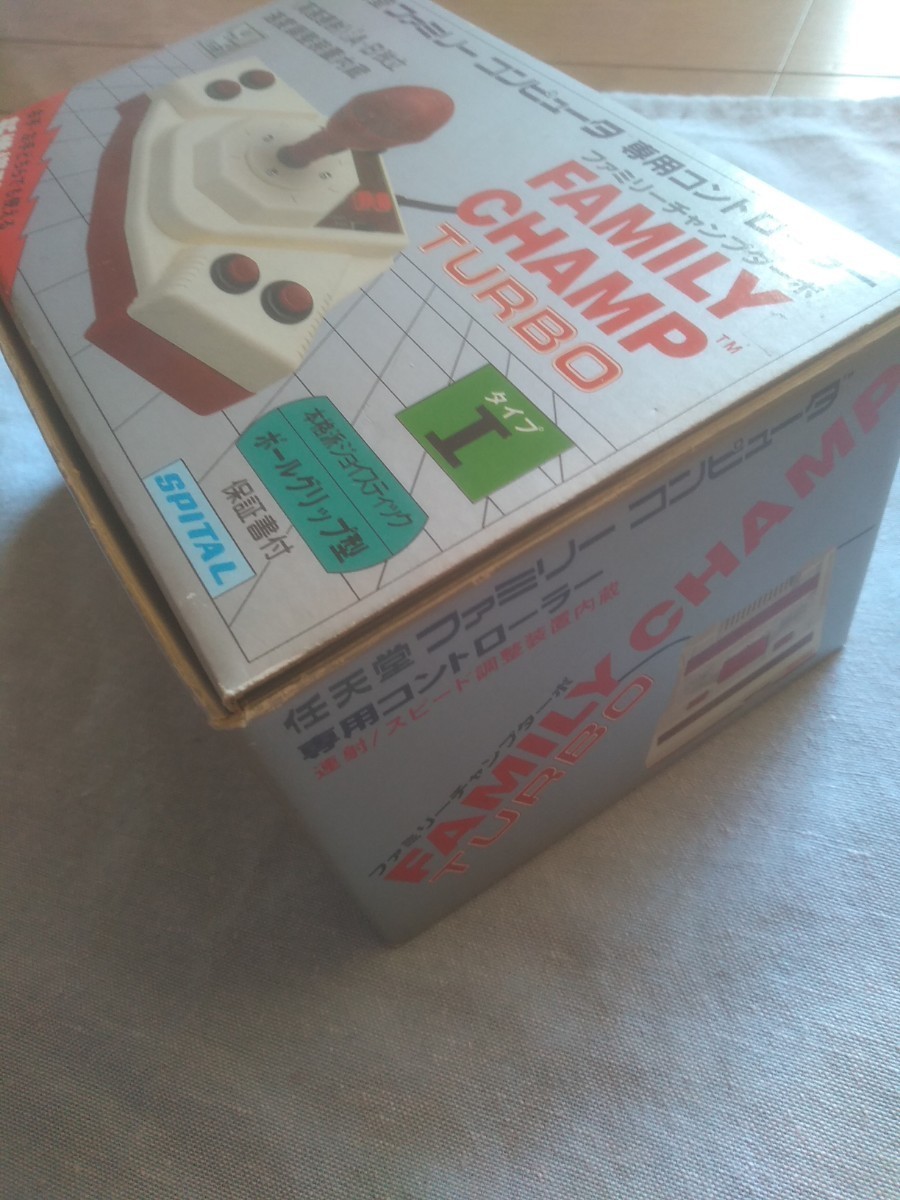 ファミリー コンピュータ 専用コントローラー
ファミリーチャンプターボ
FAMILY
CHAMP™
TURBO
タイプ
I
本格派ジョイスティック
ボールグリップ型
保証書付
SPITAL
任天堂 ファミリー コンピュータ™
専用コントローラー
連射/スピード調整装置内蔵
ファミリーチャンプターボ
FAMILY CHAMP
TURBO